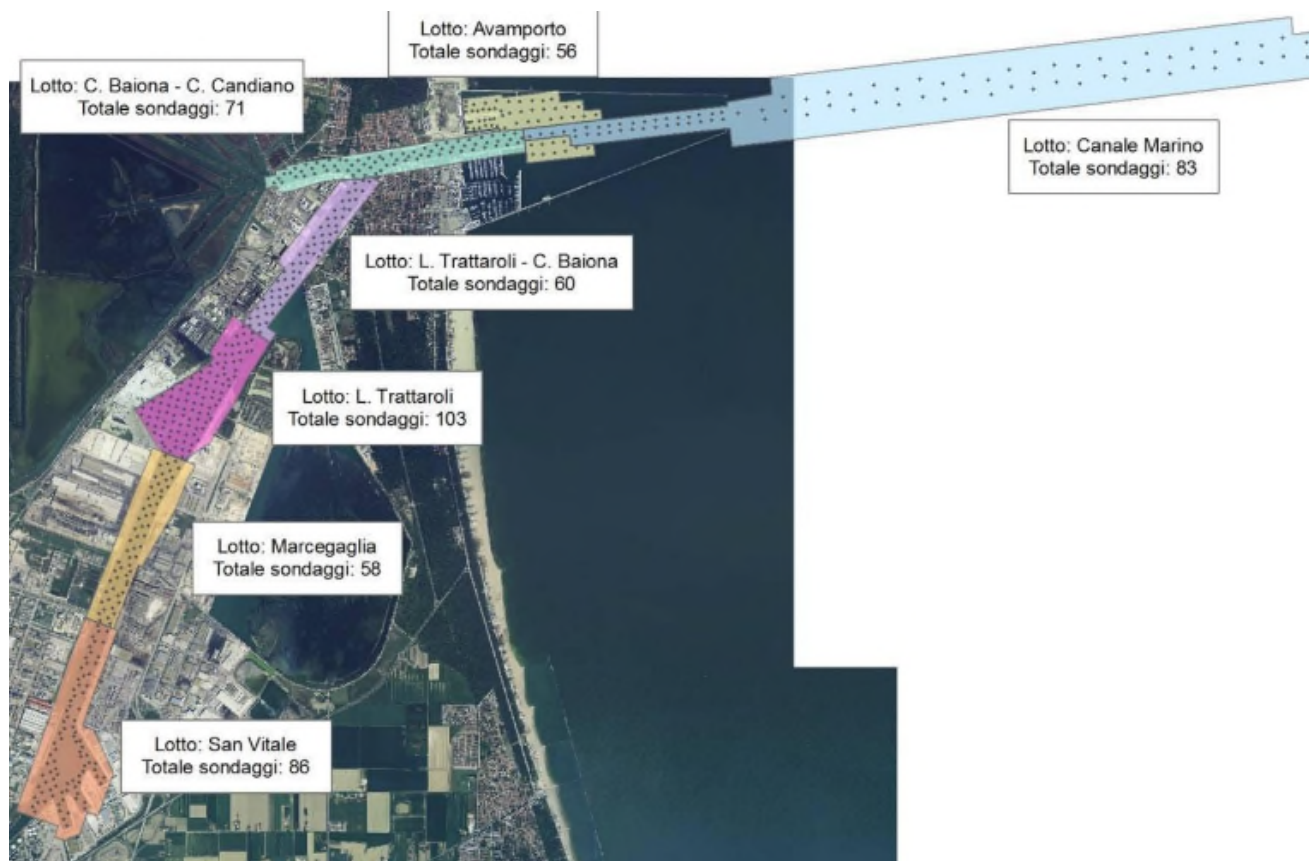 Lotto: Avamporto
Totale sondaggi: 56
Lotto: C. Baiona - C. Candiano
Totale sondaggi: 71
Lotto: Canale Marino
Totale sondaggi: 83
Lotto: L. Trattaroli - C. Baiona
Totale sondaggi: 60
Lotto: L. Trattaroli
Totale sondaggi: 103
Lotto: Marcegaglia
Totale sondaggi: 58
Lotto: San Vitale
Totale sondaggi: 86